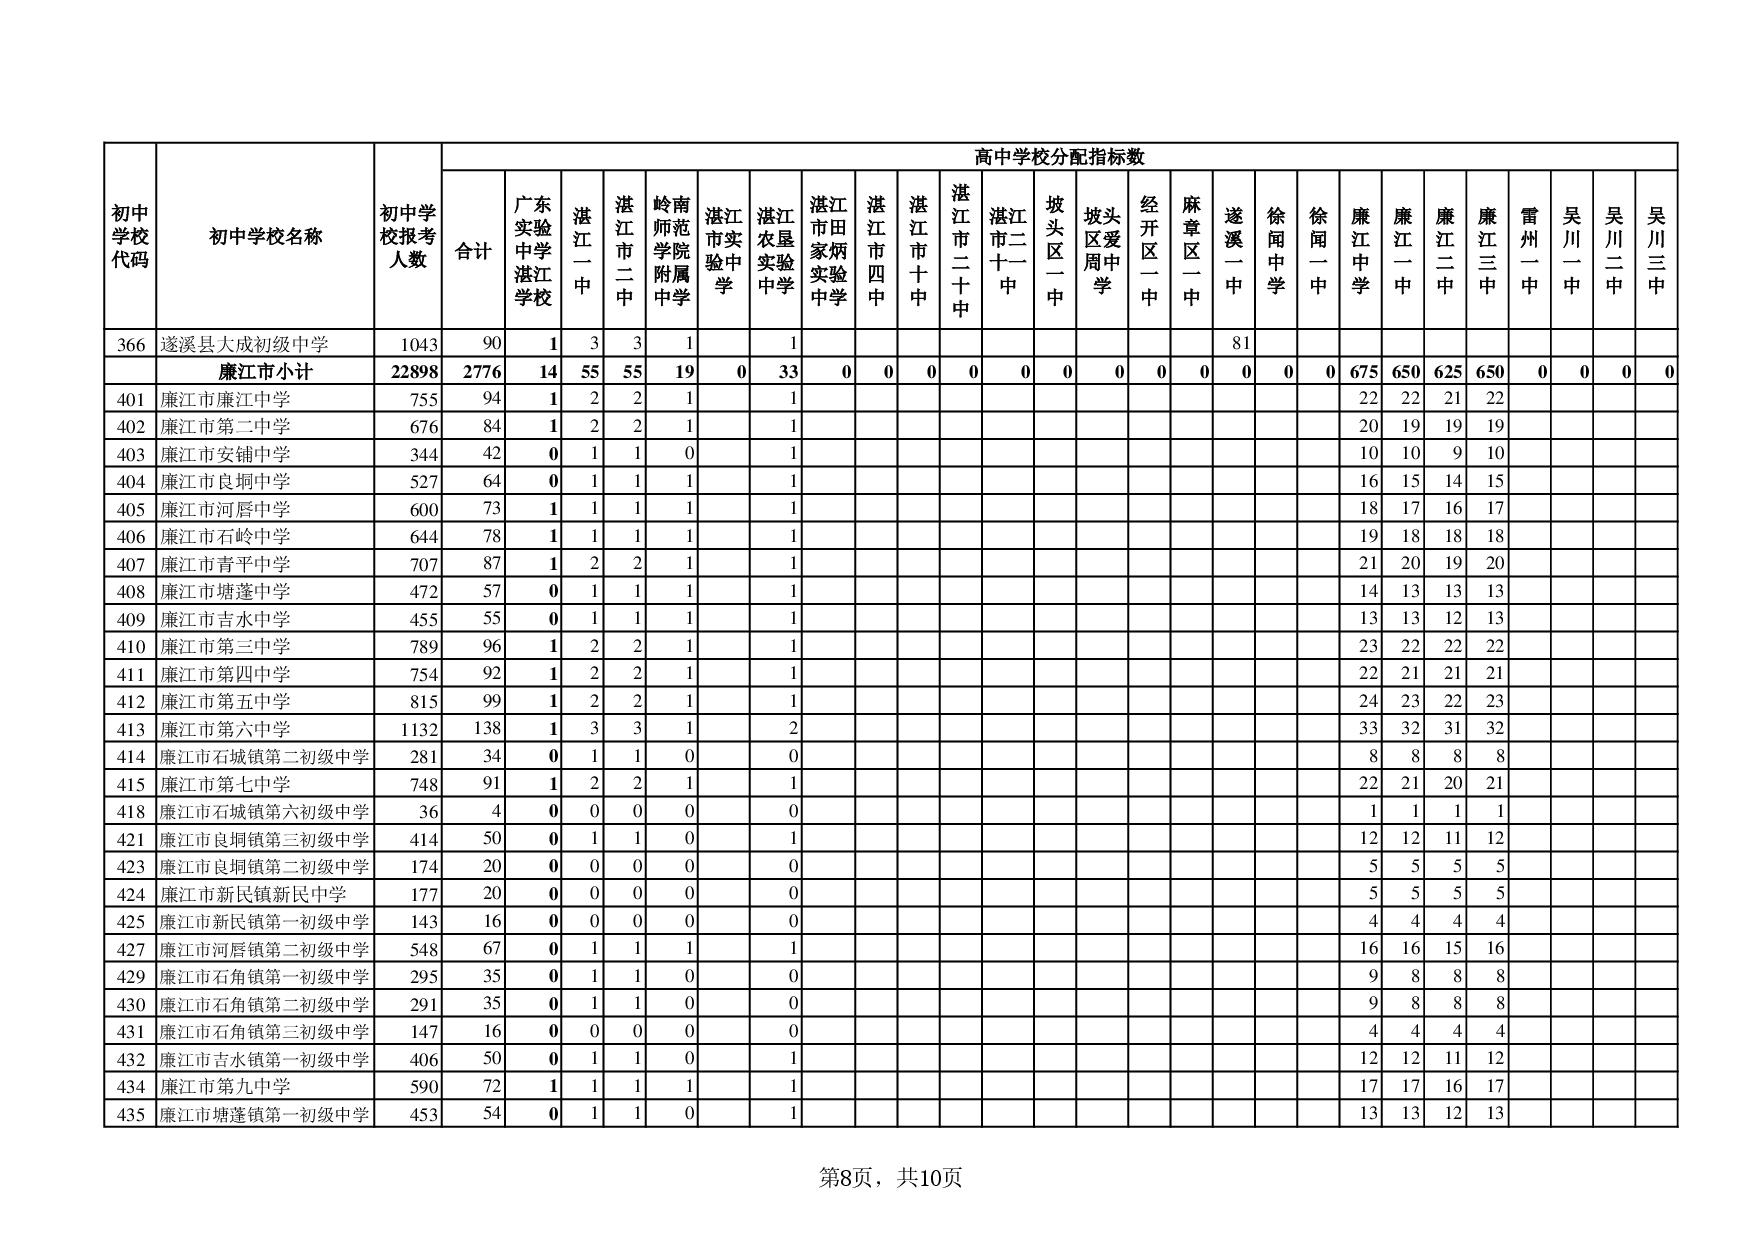 高中学校分配指标数
初中学校代码 初中学校名称 初中学校报考人数 合计 广东实验中学湛江学校 湛江一中 湛江市二中 岭南师范学院附属中学 湛江市实验中学 湛江农垦实验中学 湛江市田家炳实验中学 湛江市四中 湛江市十中 湛江市二十中 湛江市二十一中 坡头区一中 坡头区爱周中学 经开区一中 麻章区一中 遂溪一中 徐闻中学 徐闻一中 廉江中学 廉江一中 廉江二中 廉江三中 雷州一中 吴川一中 吴川二中 吴川三中
366 遂溪县大成初级中学 1043 90 1 3 3 1 1 81
廉江市小计 22898 2776 14 55 55 19 0 33 0 0 0 0 0 0 0 0 0 0 0 0 675 650 625 650 0 0 0 0
401 廉江市廉江中学 755 94 1 2 2 1 1 22 22 21 22
402 廉江市第二中学 676 84 1 2 2 1 1 20 19 19 19
403 廉江市安铺中学 344 42 0 1 1 0 1 10 10 9 10
404 廉江市良垌中学 527 64 0 1 1 1 1 16 15 14 15
405 廉江市河唇中学 600 73 1 1 1 1 1 18 17 16 17
406 廉江市石岭中学 644 78 1 1 1 1 1 19 18 18 18
407 廉江市青平中学 707 87 1 2 2 1 1 21 20 19 20
408 廉江市塘蓬中学 472 57 0 1 1 1 1 14 13 13 13
409 廉江市吉水中学 455 55 0 1 1 1 1 13 13 12 13
410 廉江市第三中学 789 96 1 2 2 1 1 23 22 22 22
411 廉江市第四中学 754 92 1 2 2 1 1 22 21 21 21
412 廉江市第五中学 815 99 1 2 2 1 1 24 23 22 23
413 廉江市第六中学 1132 138 1 3 3 1 2 33 32 31 32
414 廉江市石城镇第二初级中学 281 34 0 1 1 0 0 8 8 8 8
415 廉江市第七中学 748 91 1 2 2 1 1 22 21 20 21
418 廉江市石城镇第六初级中学 36 4 0 0 0 0 0 1 1 1 1
421 廉江市良垌镇第三初级中学 414 50 0 1 1 0 1 12 12 11 12
423 廉江市良垌镇第二初级中学 174 20 0 0 0 0 0 5 5 5 5
424 廉江市新民镇新民中学 177 20 0 0 0 0 0 5 5 5 5
425 廉江市新民镇第一初级中学 143 16 0 0 0 0 0 4 4 4 4
427 廉江市河唇镇第二初级中学 548 67 0 1 1 1 1 16 16 15 16
429 廉江市石角镇第一初级中学 295 35 0 1 1 0 0 9 8 8 8
430 廉江市石角镇第二初级中学 291 35 0 1 1 0 0 9 8 8 8
431 廉江市石角镇第三初级中学 147 16 0 0 0 0 0 4 4 4 4
432 廉江市吉水镇第一初级中学 406 50 0 1 1 0 1 12 12 11 12
434 廉江市第九中学 590 72 1 1 1 1 1 17 17 16 17
435 廉江市塘蓬镇第一初级中学 453 54 0 1 1 0 1 13 13 12 13
第8页，共10页